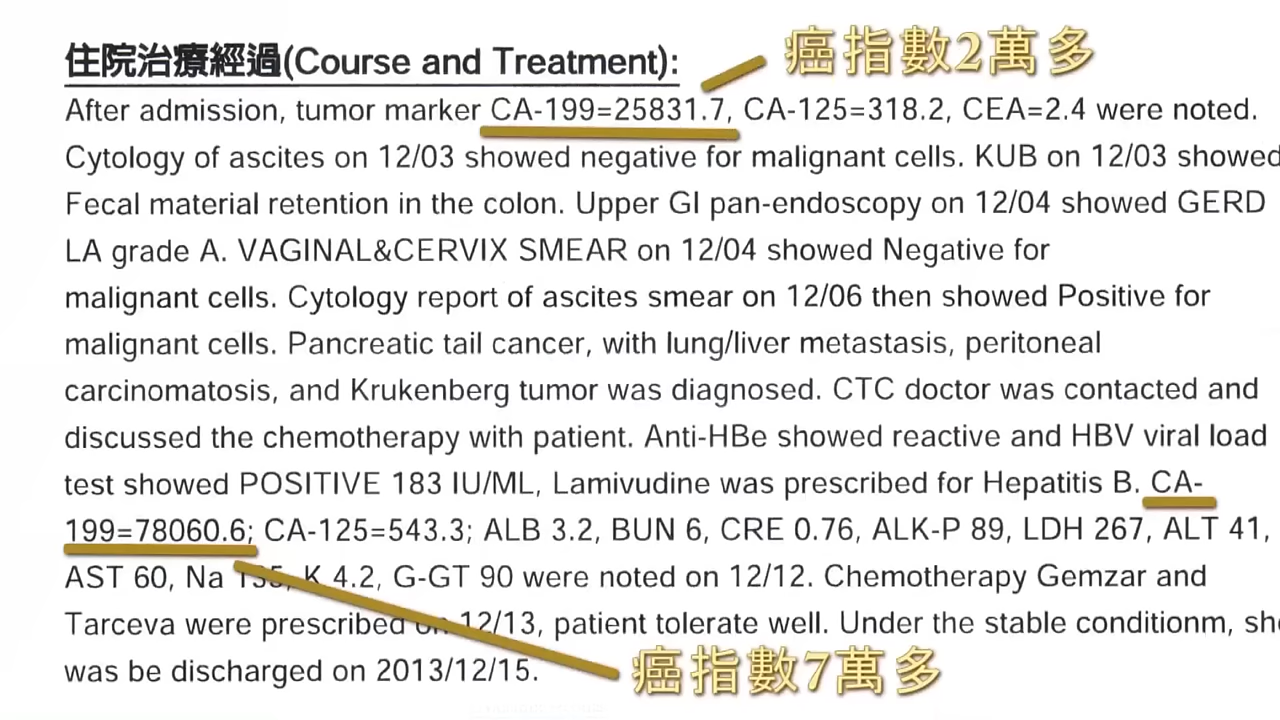 住院治療經過(Course and Treatment):
癌指數2萬多
After admission, tumor marker CA-199=25831.7, CA-125=318.2, CEA=2.4 were noted.
Cytology of ascites on 12/03 showed negative for malignant cells. KUB on 12/03 showed
Fecal material retention in the colon. Upper GI pan-endoscopy on 12/04 showed GERD
LA grade A. VAGINAL&CERVIX SMEAR on 12/04 showed Negative for
malignant cells. Cytology report of ascites smear on 12/06 then showed Positive for
malignant cells. Pancreatic tail cancer, with lung/liver metastasis, peritoneal
carcinomatosis, and Krukenberg tumor was diagnosed. CTC doctor was contacted and
discussed the chemotherapy with patient. Anti-HBe showed reactive and HBV viral load
test showed POSITIVE 183 IU/ML, Lamivudine was prescribed for Hepatitis B. CA-
199=78060.6; CA-125=543.3; ALB 3.2, BUN 6, CRE 0.76, ALK-P 89, LDH 267, ALT 41,
AST 60, Na 135, K 4.2, G-GT 90 were noted on 12/12. Chemotherapy Gemzar and
Tarceva were prescribed on 12/13, patient tolerate well. Under the stable conditionm, sh
was be discharged on 2013/12/15.
癌指數7萬多